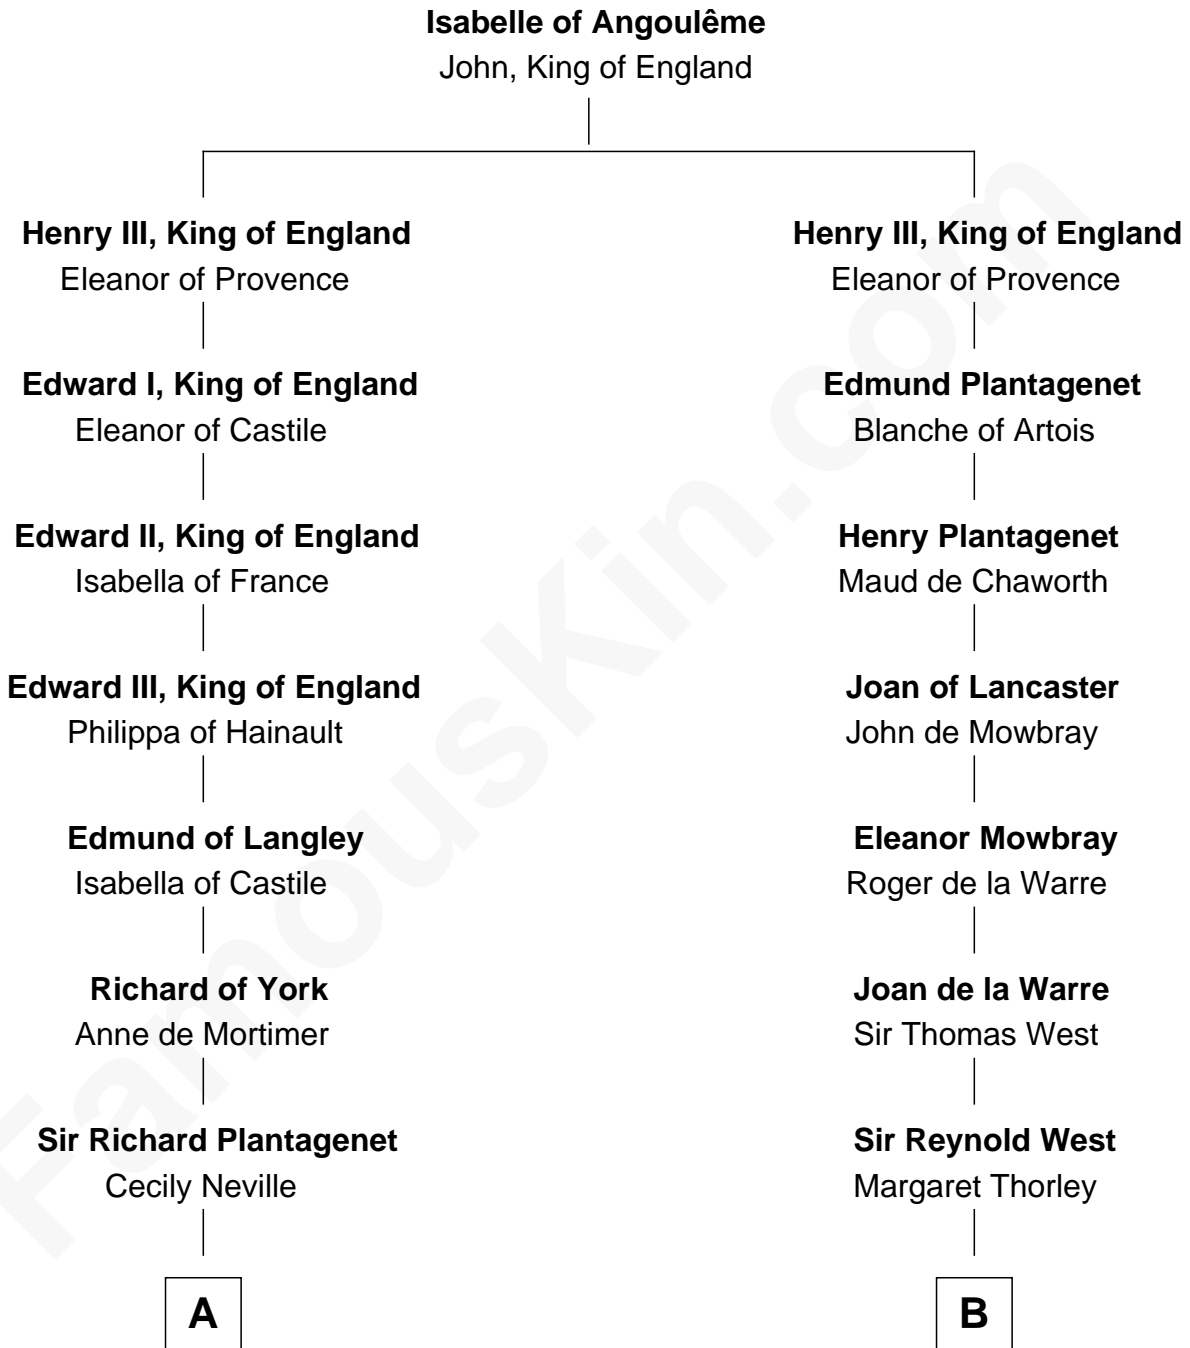 Isabelle of Angoulême
John, King of England
Henry III, King of England
Eleanor of Provence
Henry III, King of England
Eleanor of Provence
Edward I, King of England
Eleanor of Castile
Edmund Plantagenet
Blanche of Artois
Edward II, King of England
Isabella of France
Henry Plantagenet
Maud de Chaworth
Edward III, King of England
Philippa of Hainault
Joan of Lancaster
John de Mowbray
Edmund of Langley
Isabella of Castile
Eleanor Mowbray
Roger de la Warre
Richard of York
Anne de Mortimer
Joan de la Warre
Sir Thomas West
Sir Richard Plantagenet
Cecily Neville
Sir Reynold West
Margaret Thorley
A
B
FamousKin.com